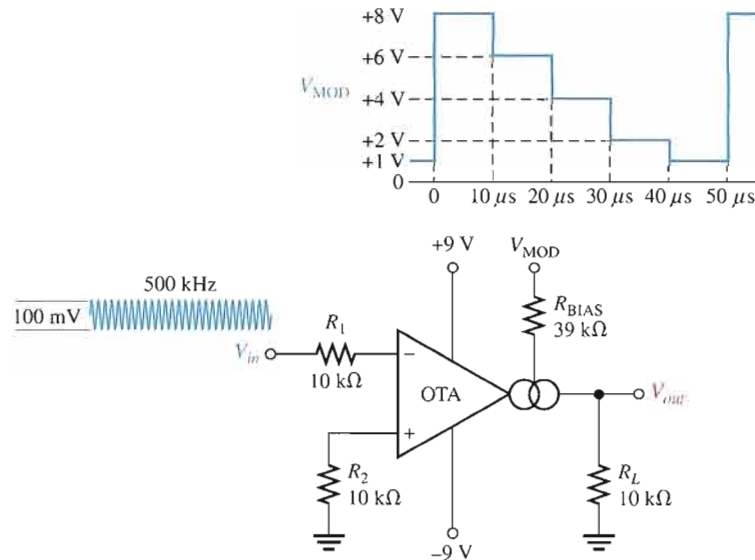 +8 V
+6 V
V_MOD
+4 V
+2 V
+1 V
0
0 10 μs 20 μs 30 μs 40 μs 50 μs
+9 V
V_MOD
500 kHz
100 mV
R_BIAS
39 kΩ
R_1
V_in
10 kΩ
−
OTA
V_out
+
R_2
10 kΩ
R_L
10 kΩ
−9 V